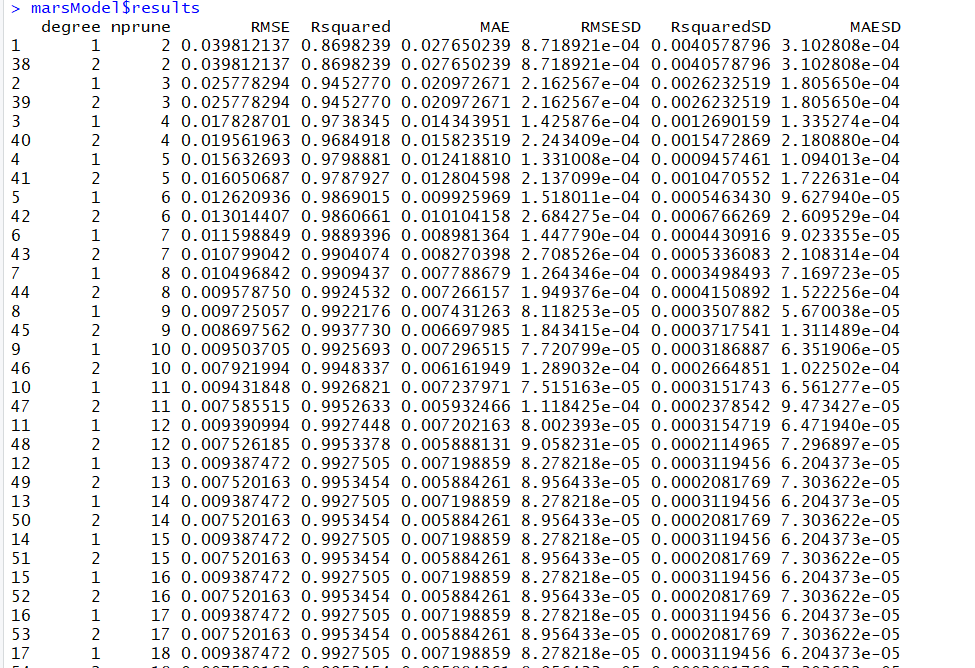 > marsModel$results
degree nprune RMSE Rsquared MAE RMSESD RsquaredSD MAESD
1 1 2 0.039812137 0.8698239 0.027650239 8.718921e-04 0.0040578796 3.102808e-04
38 2 2 0.039812137 0.8698239 0.027650239 8.718921e-04 0.0040578796 3.102808e-04
2 1 3 0.025778294 0.9452770 0.020972671 2.162567e-04 0.0026232519 1.805650e-04
39 2 3 0.025778294 0.9452770 0.020972671 2.162567e-04 0.0026232519 1.805650e-04
3 1 4 0.017828701 0.9738345 0.014343951 1.425876e-04 0.0012690159 1.335274e-04
40 2 4 0.019561963 0.9684918 0.015823519 2.243409e-04 0.0015472869 2.180880e-04
4 1 5 0.015632693 0.9798881 0.012418810 1.331008e-04 0.0009457461 1.094013e-04
41 2 5 0.016050687 0.9787927 0.012804598 2.137099e-04 0.0010470552 1.722631e-04
5 1 6 0.012620936 0.9869015 0.009925969 1.518011e-04 0.0005463430 9.627940e-05
42 2 6 0.013014407 0.9860661 0.010104158 2.684275e-04 0.0006766269 2.609529e-04
6 1 7 0.011598849 0.9889396 0.008981364 1.447790e-04 0.0004430916 9.023355e-05
43 2 7 0.010799042 0.9904074 0.008270398 2.708526e-04 0.0005336083 2.108314e-04
7 1 8 0.010496842 0.9909437 0.007788679 1.264346e-04 0.0003498493 7.169723e-05
44 2 8 0.009578750 0.9924532 0.007266157 1.949376e-04 0.0004150892 1.522256e-04
8 1 9 0.009725057 0.9922176 0.007431263 8.118253e-05 0.0003507882 5.670038e-05
45 2 9 0.008697562 0.9937730 0.006697985 1.843415e-04 0.0003717541 1.311489e-04
9 1 10 0.009503705 0.9925693 0.007296515 7.720799e-05 0.0003186887 6.351906e-05
46 2 10 0.007921994 0.9948337 0.006161949 1.289032e-04 0.0002664851 1.022502e-04
10 1 11 0.009431848 0.9926821 0.007237971 7.515163e-05 0.0003151743 6.561277e-05
47 2 11 0.007585515 0.9952633 0.005932466 1.118425e-04 0.0002378542 9.473427e-05
11 1 12 0.009390994 0.9927448 0.007202163 8.002393e-05 0.0003154719 6.471940e-05
48 2 12 0.007526185 0.9953378 0.005888131 9.058231e-05 0.0002114965 7.296897e-05
12 1 13 0.009387472 0.9927505 0.007198859 8.278218e-05 0.0003119456 6.204373e-05
49 2 13 0.007520163 0.9953454 0.005884261 8.956433e-05 0.0002081769 7.303622e-05
13 1 14 0.009387472 0.9927505 0.007198859 8.278218e-05 0.0003119456 6.204373e-05
50 2 14 0.007520163 0.9953454 0.005884261 8.956433e-05 0.0002081769 7.303622e-05
14 1 15 0.009387472 0.9927505 0.007198859 8.278218e-05 0.0003119456 6.204373e-05
51 2 15 0.007520163 0.9953454 0.005884261 8.956433e-05 0.0002081769 7.303622e-05
15 1 16 0.009387472 0.9927505 0.007198859 8.278218e-05 0.0003119456 6.204373e-05
52 2 16 0.007520163 0.9953454 0.005884261 8.956433e-05 0.0002081769 7.303622e-05
16 1 17 0.009387472 0.9927505 0.007198859 8.278218e-05 0.0003119456 6.204373e-05
53 2 17 0.007520163 0.9953454 0.005884261 8.956433e-05 0.0002081769 7.303622e-05
17 1 18 0.009387472 0.9927505 0.007198859 8.278218e-05 0.0003119456 6.204373e-05